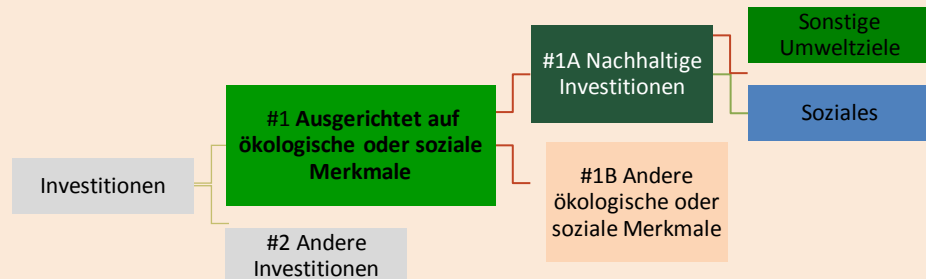 Investitionen
#1 Ausgerichtet auf
ökologische oder soziale
Merkmale
#2 Andere
Investitionen
#1A Nachhaltige
Investitionen
#1B Andere
ökologische oder
soziale Merkmale
Sonstige
Umweltziele
Soziales